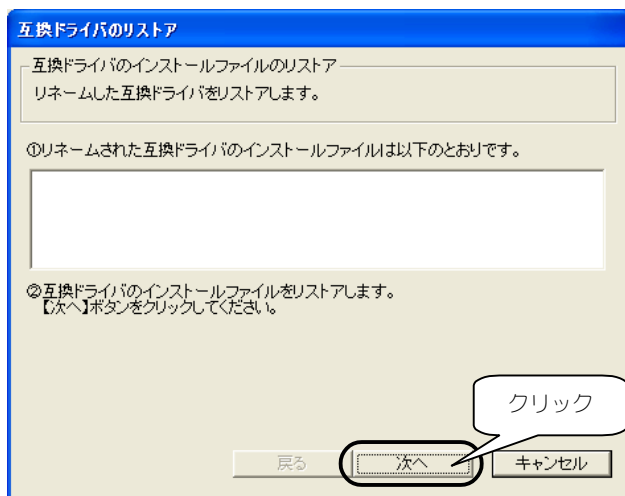 互換ドライバのリストア
互換ドライバのインストールファイルのリストア
リネームした互換ドライバをリストアします。
①リネームされた互換ドライバのインストールファイルは以下のとおりです。
②互換ドライバのインストールファイルをリストアします。
【次へ】ボタンをクリックしてください。
クリック
戻る
次へ
キャンセル